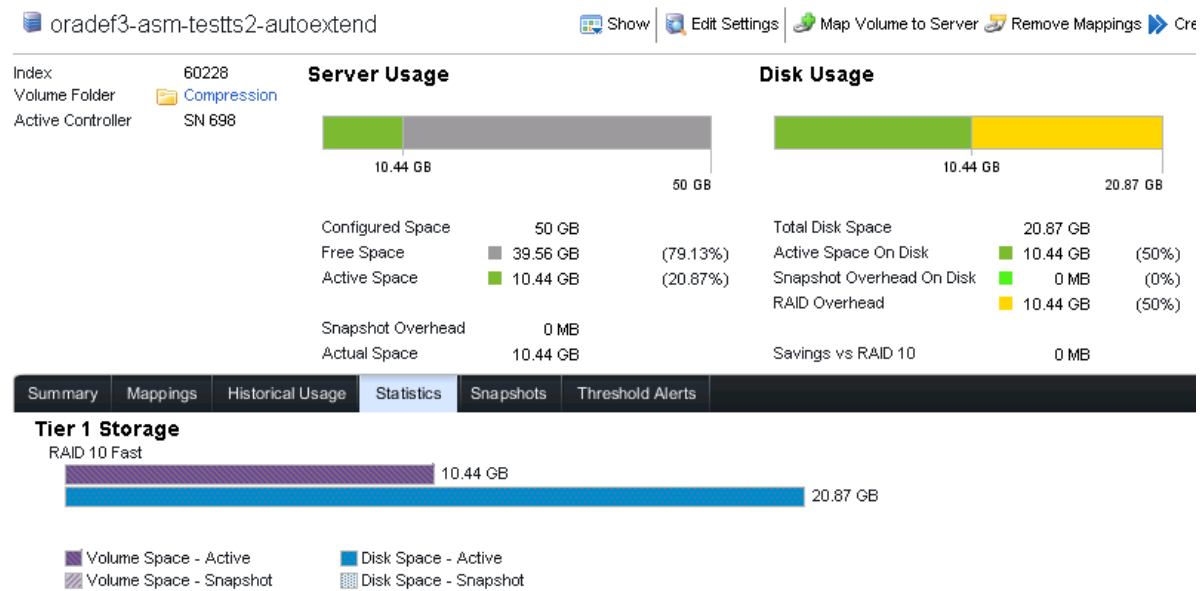 oradef3-asm-testts2-autoextend Show Edit Settings Map Volume to Server Remove Mappings Cre
Index 60228
Volume Folder Compression
Active Controller SN 698
Server Usage
10.44 GB
50 GB
Configured Space 50 GB
Free Space 39.56 GB (79.13%)
Active Space 10.44 GB (20.87%)
Snapshot Overhead 0 MB
Actual Space 10.44 GB
Disk Usage
10.44 GB
20.87 GB
Total Disk Space 20.87 GB
Active Space On Disk 10.44 GB (50%)
Snapshot Overhead On Disk 0 MB (0%)
RAID Overhead 10.44 GB (50%)
Savings vs RAID 10 0 MB
Summary Mappings Historical Usage Statistics Snapshots Threshold Alerts
Tier 1 Storage
RAID 10 Fast
10.44 GB
20.87 GB
Volume Space - Active Disk Space - Active
Volume Space - Snapshot Disk Space - Snapshot